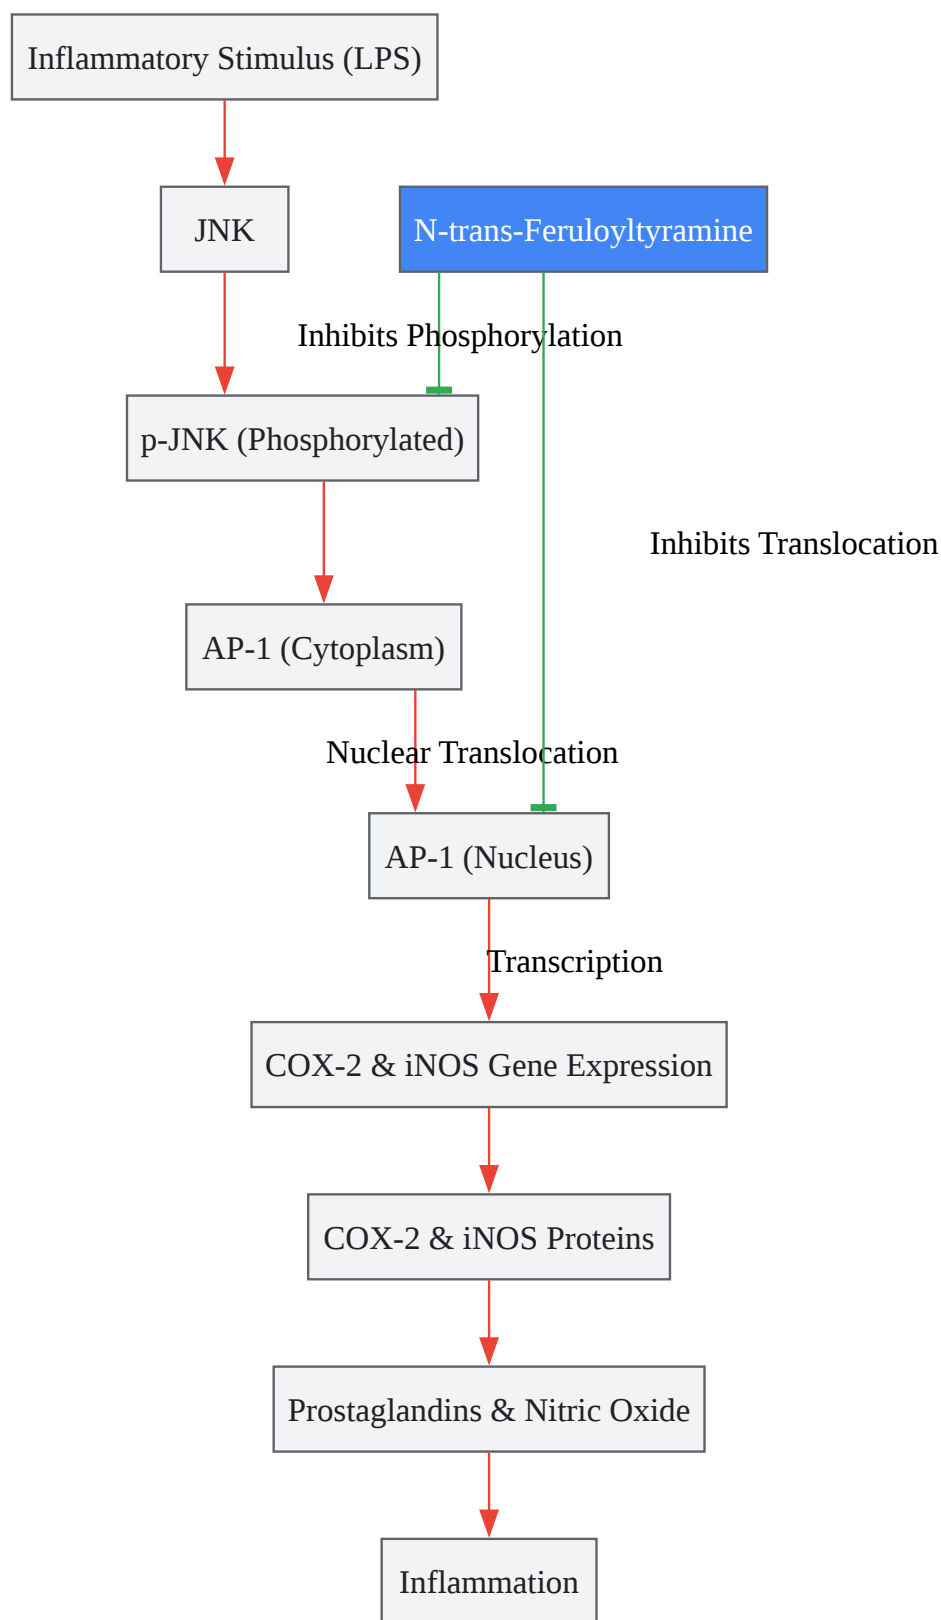 Inflammatory Stimulus (LPS)
JNK
N-trans-Feruloyltyramine
Inhibits Phosphorylation
p-JNK (Phosphorylated)
Inhibits Translocation
AP-1 (Cytoplasm)
Nuclear Translocation
AP-1 (Nucleus)
Transcription
COX-2 & iNOS Gene Expression
COX-2 & iNOS Proteins
Prostaglandins & Nitric Oxide
Inflammation